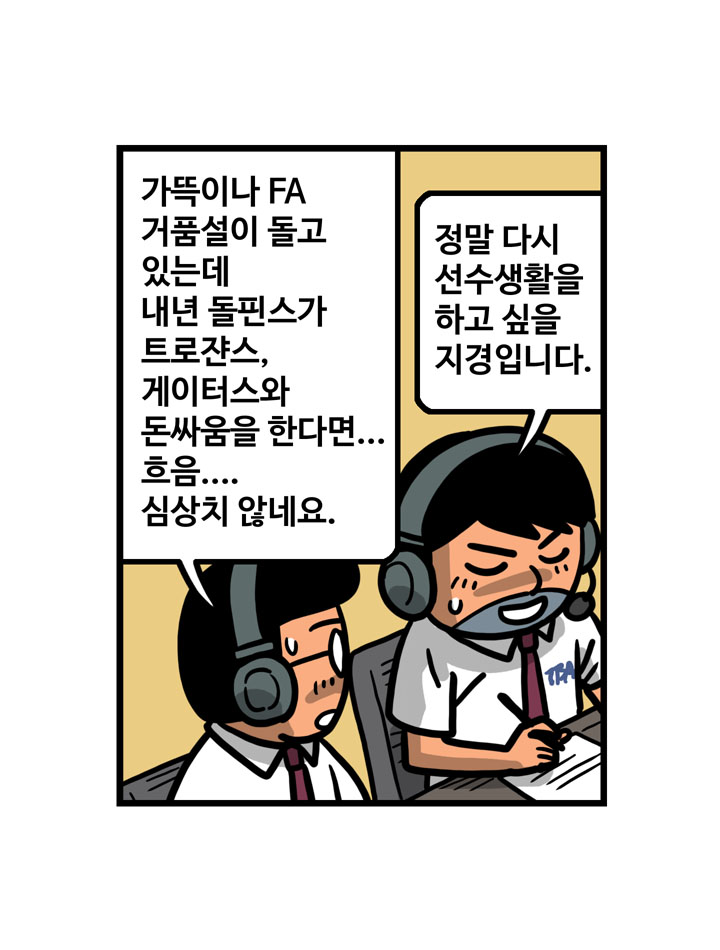 가뜩이나 FA
거품설이 돌고
있는데
내년 돌핀스가
트로쟌스,
게이터스와
돈싸움을 한다면...
흐음....
심상치 않네요.
정말 다시
선수생활을
하고 싶을
지경입니다.